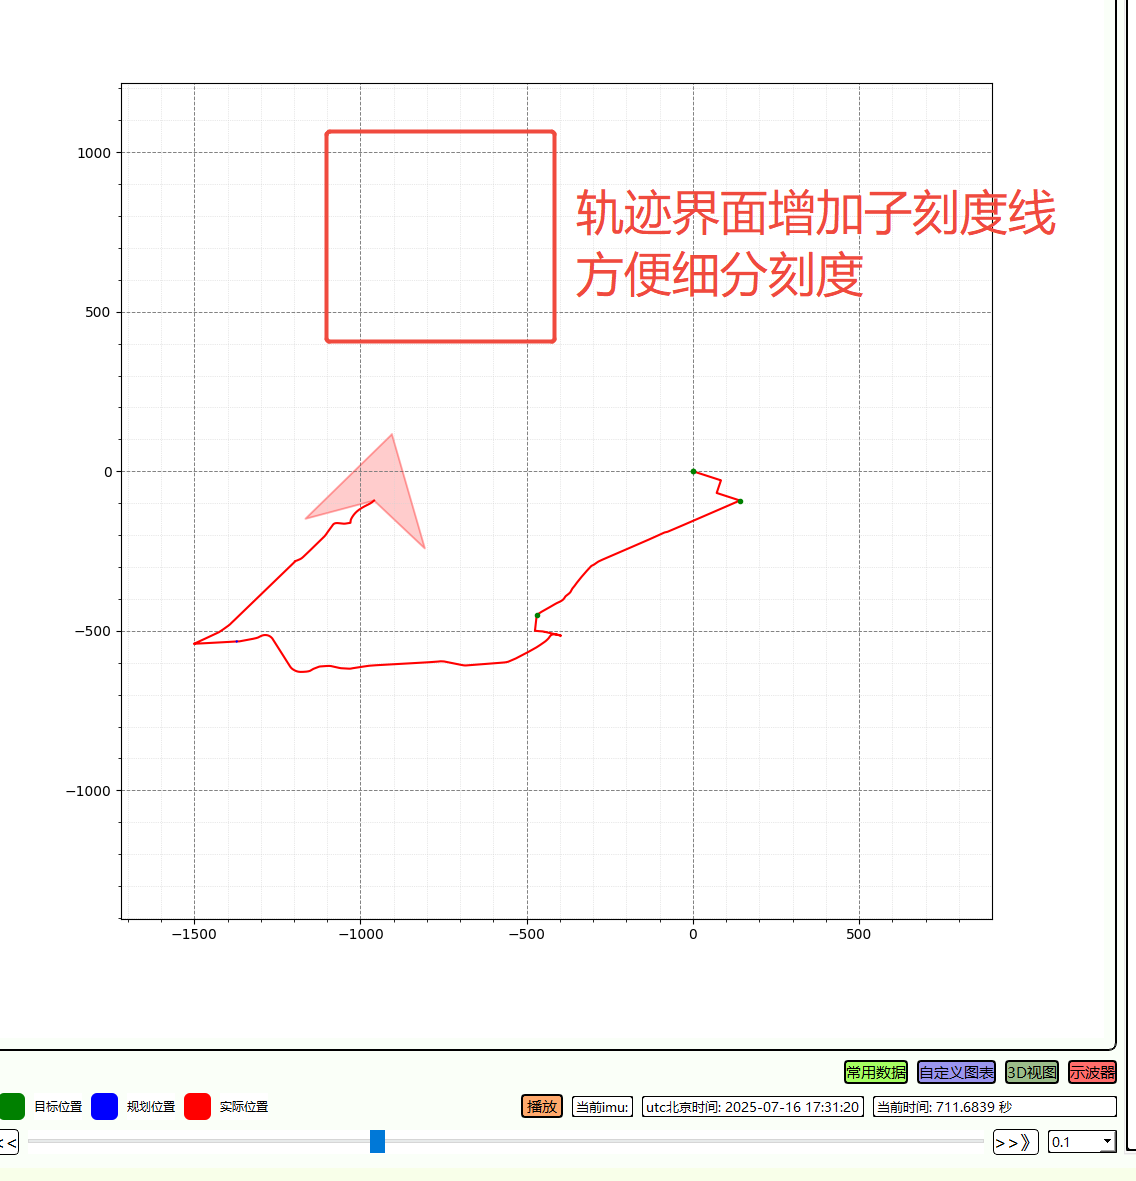 1000
轨迹界面增加子刻度线
方便细分刻度
500
0
−500
−1000
−1500 −1000 −500 0 500
常用数据 自定义图表 3D视图 示波器
目标位置 规划位置 实际位置 播放 当前imu: utc北京时间: 2025-07-16 17:31:20 当前时间: 711.6839 秒
<< >>》 0.1